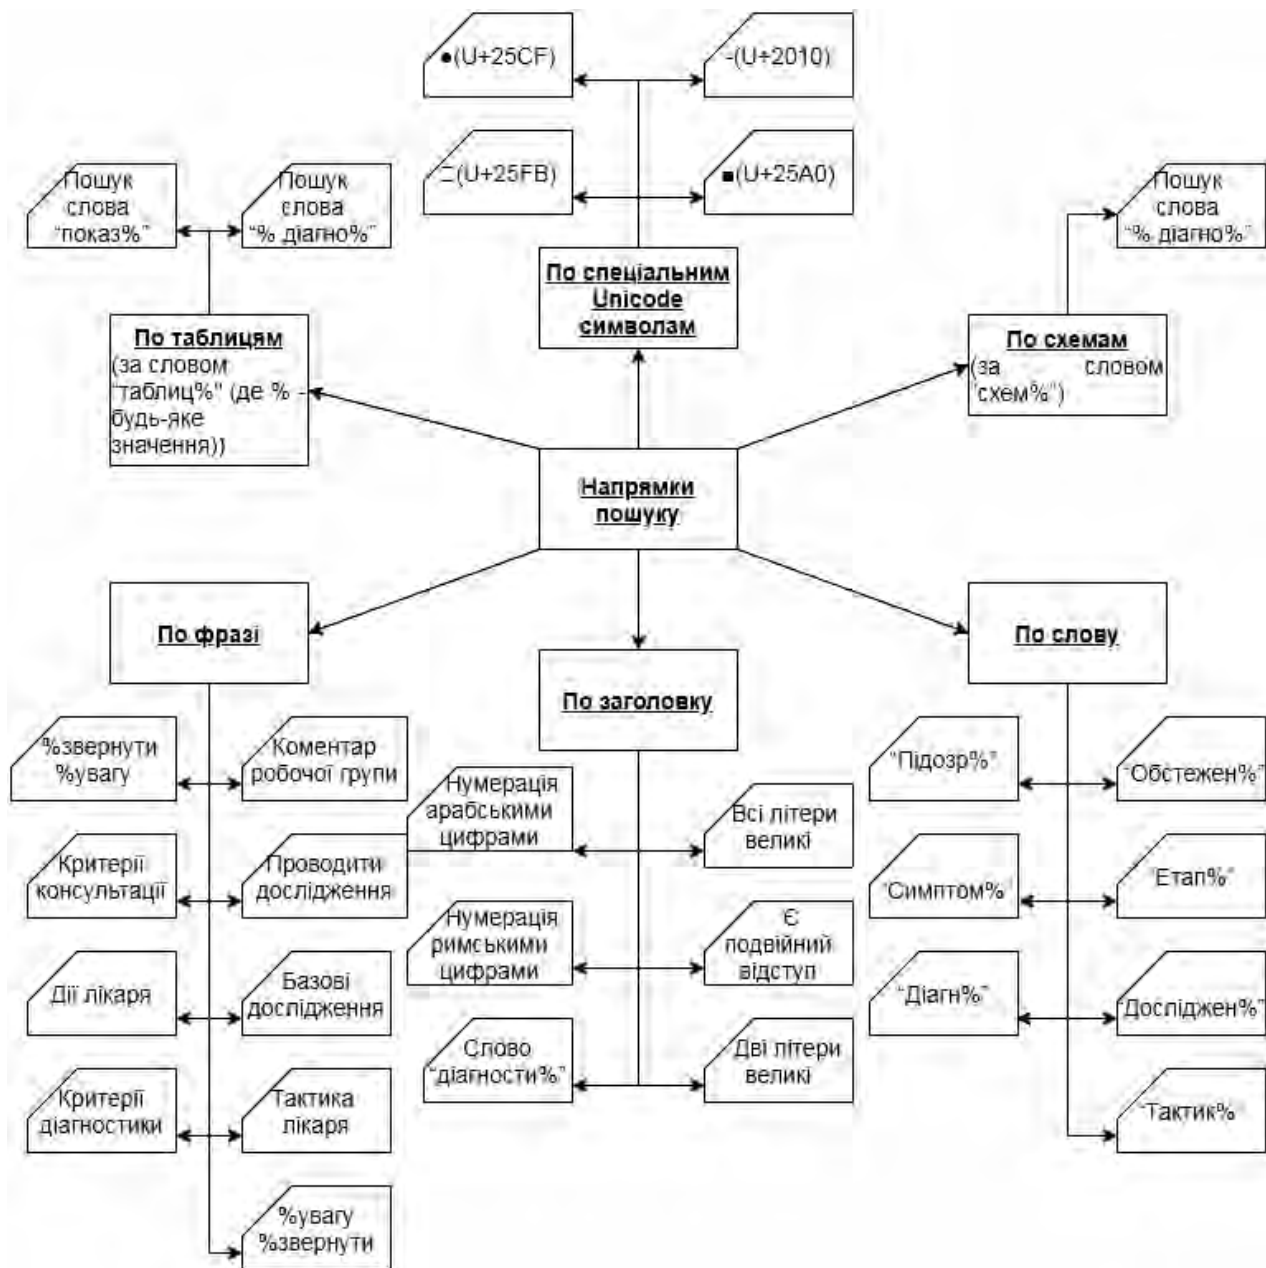 ●(U+25CF)
-(U+2010)
(U+25FB)
■(U+25A0)
Пошук
слова
“показ%”
Пошук
слова
“% діагно%”
Пошук
слова
“% діагно%”
По спеціальним
Unicode
символам
По таблицям
(за словом
“таблиц%” (де % -
будь-яке
значення))
По схемам
(за словом
“схем%”)
Напрямки
пошуку
По фразі
По заголовку
По слову
%звернути
%увагу
Коментар
робочої групи
Критерії
консультації
Проводити
дослідження
Дії лікаря
Базові
дослідження
Критерії
діагностики
Тактика
лікаря
%увагу
%звернути
Нумерація
арабськими
цифрами
Всі літери
великі
Нумерація
римськими
цифрами
Є
подвійний
відступ
Слово
“діагности%”
Дві літери
великі
“Підозр%”
“Обстежен%”
“Симптом%”
“Етап%”
“Діагн%”
“Досліджен%”
“Тактик%”